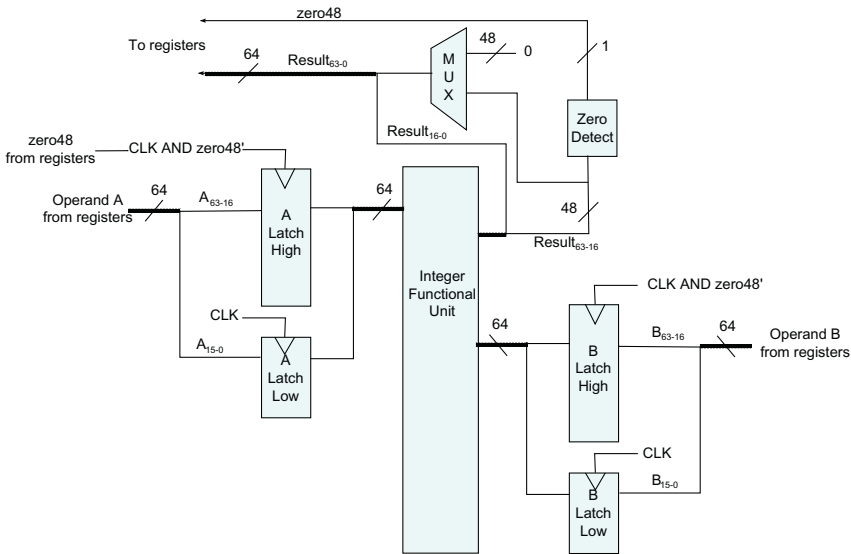 zero48
To registers
64
Result63-0
MUX
48
0
1
Zero
Detect
Result16-0
zero48
from registers
CLK AND zero48'
Operand A
from registers
64
A63-16
A
Latch
High
64
48
Result63-16
Integer
Functional
Unit
CLK
A15-0
A
Latch
Low
CLK AND zero48'
64
B
Latch
High
B63-16
64
Operand B
from registers
CLK
B15-0
B
Latch
Low